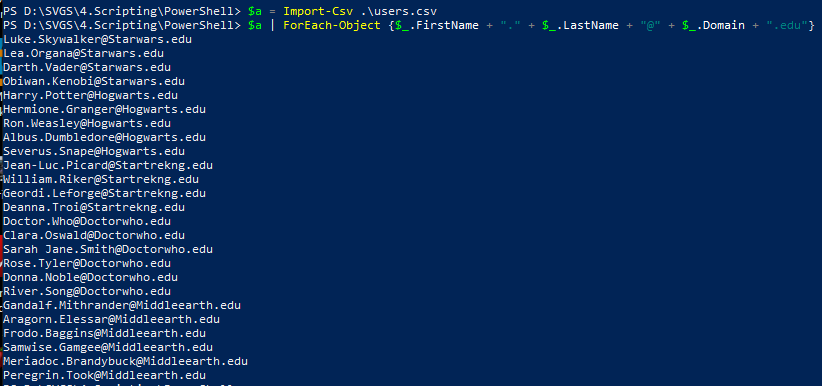 PS D:\SVGS\4.Scripting\PowerShell> $a = Import-Csv .\users.csv
PS D:\SVGS\4.Scripting\PowerShell> $a | ForEach-Object {$_.FirstName + "." + $_.LastName + "@" + $_.Domain + ".edu"}
Luke.Skywalker@Starwars.edu
Lea.Organa@Starwars.edu
Darth.Vader@Starwars.edu
Obiwan.Kenobi@Starwars.edu
Harry.Potter@Hogwarts.edu
Hermione.Granger@Hogwarts.edu
Ron.Weasley@Hogwarts.edu
Albus.Dumbledore@Hogwarts.edu
Severus.Snape@Hogwarts.edu
Jean-Luc.Picard@Startrekng.edu
William.Riker@Startrekng.edu
Geordi.Leforge@Startrekng.edu
Deanna.Troi@Startrekng.edu
Doctor.Who@Doctorwho.edu
Clara.Oswald@Doctorwho.edu
Sarah Jane.Smith@Doctorwho.edu
Rose.Tyler@Doctorwho.edu
Donna.Noble@Doctorwho.edu
River.Song@Doctorwho.edu
Gandalf.Mithrander@Middleearth.edu
Aragorn.Elessar@Middleearth.edu
Frodo.Baggins@Middleearth.edu
Samwise.Gamgee@Middleearth.edu
Meriadoc.Brandybuck@Middleearth.edu
Peregrin.Took@Middleearth.edu